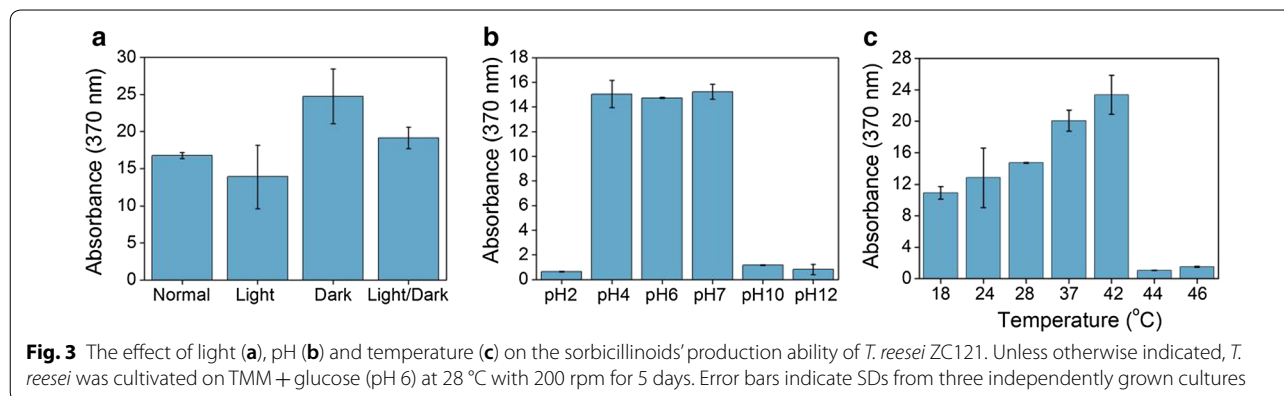 a
30
25
20
15
10
5
0
Absorbance (370 nm)
Normal Light Dark Light/Dark
b
18
16
14
12
10
8
6
4
2
0
Absorbance (370 nm)
pH2 pH4 pH6 pH7 pH10 pH12
c
28
24
20
16
12
8
4
0
Absorbance (370 nm)
18 24 28 37 42 44 46
Temperature (°C)
Fig. 3 The effect of light (a), pH (b) and temperature (c) on the sorbicillinoids’ production ability of T. reesei ZC121. Unless otherwise indicated, T.
reesei was cultivated on TMM + glucose (pH 6) at 28 °C with 200 rpm for 5 days. Error bars indicate SDs from three independently grown cultures